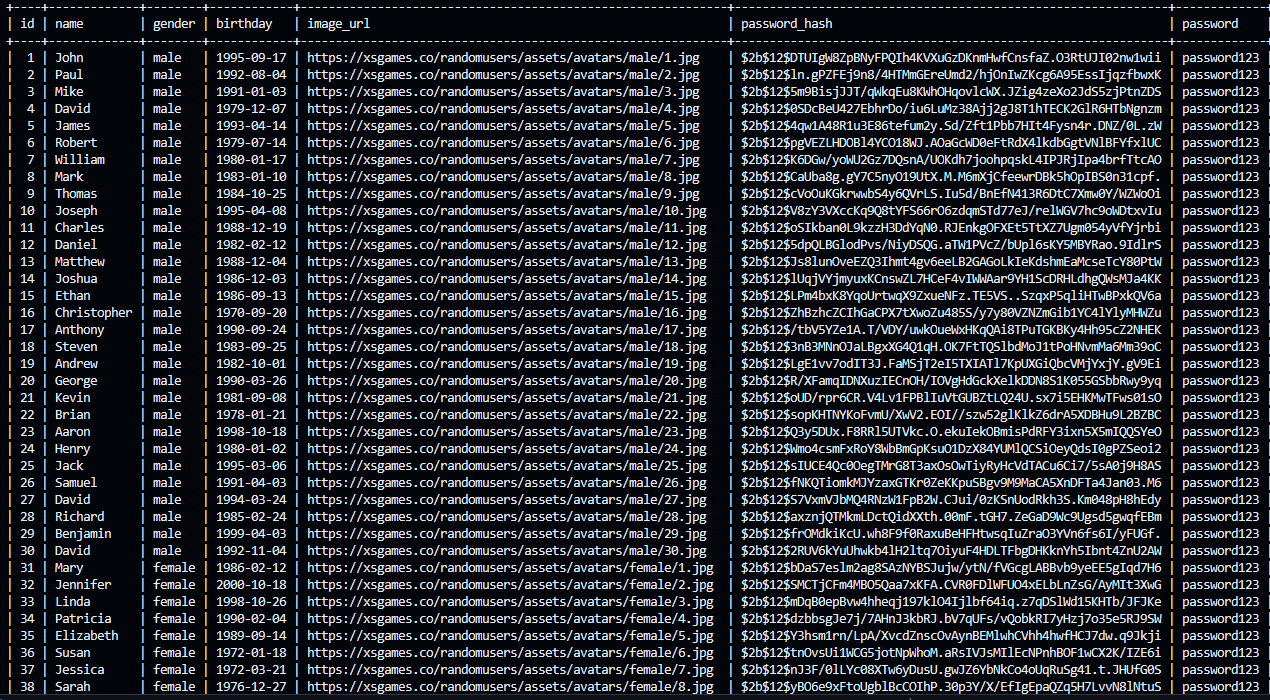 | id | name | gender | birthday | image_url | password_hash | password
| 1 | John | male | 1995-09-17 | https://xsgames.co/randomusers/assets/avatars/male/1.jpg | $2b$12$DTUIgW8ZpBNyFPQIh4KVXuGzDKnmHwfCnsfaZ.O3RtUJI02nw1wii | password123
| 2 | Paul | male | 1992-08-04 | https://xsgames.co/randomusers/assets/avatars/male/2.jpg | $2b$12$ln.gPZFEj9n8/4HTMmGEreUmd2/hjOnIwZKcg6A95EssIjqzfbwxK | password123
| 3 | Mike | male | 1991-01-03 | https://xsgames.co/randomusers/assets/avatars/male/3.jpg | $2b$12$5m9BisjJJT/qWkqEu8KWhOHqovlcWX.JZig4zeXo2JdS5zjPtnZDS | password123
| 4 | David | male | 1979-12-07 | https://xsgames.co/randomusers/assets/avatars/male/4.jpg | $2b$12$0SDcBeU427EbhrDo/iu6LuMz38Ajj2gJ8T1hTECK2GlR6HTbNgnzm | password123
| 5 | James | male | 1993-04-14 | https://xsgames.co/randomusers/assets/avatars/male/5.jpg | $2b$12$4qw1A48R1u3E86tefum2y.Sd/Zft1Pbb7HIt4Fysn4r.DNZ/0L.zW | password123
| 6 | Robert | male | 1979-07-14 | https://xsgames.co/randomusers/assets/avatars/male/6.jpg | $2b$12$pgVEZLHDOBl4YCO18WJ.AOaGcWD0eFtRdX4lkdbGgtVNlBFYfxlUC | password123
| 7 | William | male | 1980-01-17 | https://xsgames.co/randomusers/assets/avatars/male/7.jpg | $2b$12$K6DGw/yoWU2Gz7DQsnA/UOKdh7joohpqskL4IPJRjIpa4brfTtcAO | password123
| 8 | Mark | male | 1983-01-10 | https://xsgames.co/randomusers/assets/avatars/male/8.jpg | $2b$12$CaUba8g.gY7C5nyO19UtX.M.M6mXjCfeewrDBk5hOpIBS0n31cpf. | password123
| 9 | Thomas | male | 1984-10-25 | https://xsgames.co/randomusers/assets/avatars/male/9.jpg | $2b$12$cVoOuKGkrwwbS4y6QVrLS.Iu5d/BnEfN413R6DtC7Xmw0Y/WZWoOi | password123
| 10 | Joseph | male | 1995-04-08 | https://xsgames.co/randomusers/assets/avatars/male/10.jpg | $2b$12$V8zY3VXccKq9Q8tYFS66rO6zdqmSTd77eJ/relWGV7hc9oWDtxvIu | password123
| 11 | Charles | male | 1988-12-19 | https://xsgames.co/randomusers/assets/avatars/male/11.jpg | $2b$12$oSIkban0L9kzzH3DdYqN0.RJEnkgOFXEt5TtXZ7Ugm054yVfYjrbi | password123
| 12 | Daniel | male | 1982-02-12 | https://xsgames.co/randomusers/assets/avatars/male/12.jpg | $2b$12$5dpQLBGlodPvs/NiyDSQG.aTW1PVcZ/bUpl6sKY5MBYRao.9IdlrS | password123
| 13 | Matthew | male | 1988-12-04 | https://xsgames.co/randomusers/assets/avatars/male/13.jpg | $2b$12$Js8lunOveEZQ3Ihmt4gv6eeLB2GAGoLkIeKdshmEaMcseTcY80PtW | password123
| 14 | Joshua | male | 1986-12-03 | https://xsgames.co/randomusers/assets/avatars/male/14.jpg | $2b$12$lUqjVYjmyuxKCnswZL7HCeF4vIWWAar9YH1ScDRHLdhgQWsMJa4KK | password123
| 15 | Ethan | male | 1986-09-13 | https://xsgames.co/randomusers/assets/avatars/male/15.jpg | $2b$12$LPm4bxK8YqoUrtwqX9ZxueNFz.TE5VS..SzqxP5qliHTwBPxkQV6a | password123
| 16 | Christopher | male | 1970-09-20 | https://xsgames.co/randomusers/assets/avatars/male/16.jpg | $2b$12$ZhBzhcZCIhGaCPX7tXwoZu485S/y7y80VZNZmGib1YC4lYlyMHWZu | password123
| 17 | Anthony | male | 1990-09-24 | https://xsgames.co/randomusers/assets/avatars/male/17.jpg | $2b$12$/tbV5YZe1A.T/VDY/uwkOueWxHKqQAi8TPuTGKBKy4Hh95cZ2NHEK | password123
| 18 | Steven | male | 1983-09-25 | https://xsgames.co/randomusers/assets/avatars/male/18.jpg | $2b$12$3nB3MNnOJaLBgxXG4Q1qH.OK7FtTQSlbdMoJ1tPoHNvmMa6Mm39oC | password123
| 19 | Andrew | male | 1982-10-01 | https://xsgames.co/randomusers/assets/avatars/male/19.jpg | $2b$12$LgE1vv7odIT3J.FaMSjT2eI5TXIATl7KpUXGiQbcVMjYxjY.gV9Ei | password123
| 20 | George | male | 1990-03-26 | https://xsgames.co/randomusers/assets/avatars/male/20.jpg | $2b$12$R/XFamqIDNXuzIECnOH/IOVgHdGckXelkDDN8S1K055GSbbRwy9yq | password123
| 21 | Kevin | male | 1981-09-08 | https://xsgames.co/randomusers/assets/avatars/male/21.jpg | $2b$12$oUD/rpr6CR.V4Lv1FPBlIuVtGUBZtLQ24U.sx7i5EHKMwTFws01sO | password123
| 22 | Brian | male | 1978-01-21 | https://xsgames.co/randomusers/assets/avatars/male/22.jpg | $2b$12$sopKHTNYKoFvmU/XwV2.EOI//szw52glKlkZ6drA5XDBHu9L2BZBC | password123
| 23 | Aaron | male | 1998-10-18 | https://xsgames.co/randomusers/assets/avatars/male/23.jpg | $2b$12$Q3y5DUx.F8RRl5UTVkc.O.ekuIekOBmisPdRFY3ixn5X5mIQQSYeO | password123
| 24 | Henry | male | 1980-01-02 | https://xsgames.co/randomusers/assets/avatars/male/24.jpg | $2b$12$Wmo4csmFxRoY8WbBmGpKsuO1DzX84YUMlQCSiOeyQdsI0gPZSeoi2 | password123
| 25 | Jack | male | 1995-03-06 | https://xsgames.co/randomusers/assets/avatars/male/25.jpg | $2b$12$sIUCE4Qc0OegTMrG8T3axOsOwTiyRyHcVdTACu6Ci7/5sA0j9H8AS | password123
| 26 | Samuel | male | 1991-04-03 | https://xsgames.co/randomusers/assets/avatars/male/26.jpg | $2b$12$fNKQTiomkMJYzaxGTKr0ZeKKpuSBgv9M9MaCA5XnDFTa4Jan03.M6 | password123
| 27 | David | male | 1994-03-24 | https://xsgames.co/randomusers/assets/avatars/male/27.jpg | $2b$12$S7VxmVJbMQ4RNzW1FpB2W.CJui/0zKSnUodRkh3S.Km048pH8hEdy | password123
| 28 | Richard | male | 1985-02-24 | https://xsgames.co/randomusers/assets/avatars/male/28.jpg | $2b$12$axznjQTMkmLDctQidXXth.00mF.tGH7.ZeGaD9Wc9Ugsd5gwqfEBm | password123
| 29 | Benjamin | male | 1999-04-03 | https://xsgames.co/randomusers/assets/avatars/male/29.jpg | $2b$12$frOMdkiKcU.wh8F9f0RaxuBeHFHtwsqIuZraO3YVn6fs6I/yFUGf. | password123
| 30 | David | male | 1992-11-04 | https://xsgames.co/randomusers/assets/avatars/male/30.jpg | $2b$12$2RUV6kYuUhwkb4lH2ltq7OiyuF4HDLTFbgDHKknYh5Ibnt4ZnU2AW | password123
| 31 | Mary | female | 1986-02-12 | https://xsgames.co/randomusers/assets/avatars/female/1.jpg | $2b$12$bDaS7eslm2ag8SAzNYBSJujw/ytN/fVGcgLABBvb9yeEE5gIqd7H6 | password123
| 32 | Jennifer | female | 2000-10-18 | https://xsgames.co/randomusers/assets/avatars/female/2.jpg | $2b$12$SMCTjCFm4MBO5Qaa7xKFA.CVR0FDlWFUO4xELbLnZsG/AyMIt3XwG | password123
| 33 | Linda | female | 1998-10-26 | https://xsgames.co/randomusers/assets/avatars/female/3.jpg | $2b$12$mDqB0epBvw4hheqj197klO4Ijlbf64iq.z7qDSlWd15KHTb/JFJKe | password123
| 34 | Patricia | female | 1990-02-04 | https://xsgames.co/randomusers/assets/avatars/female/4.jpg | $2b$12$dzbbsgJe7j/7AHnJ3kbRJ.bV7qUFs/vQobkRI7yHzj7o35e5RJ9SW | password123
| 35 | Elizabeth | female | 1989-09-14 | https://xsgames.co/randomusers/assets/avatars/female/5.jpg | $2b$12$Y3hsm1rn/LpA/XvcdZnscOvAynBEMlwhCVhh4hwfHCJ7dw.q9Jkji | password123
| 36 | Susan | female | 1972-01-18 | https://xsgames.co/randomusers/assets/avatars/female/6.jpg | $2b$12$tnOvsUi1WCG5jotNpWhoM.aRsIVJsMIlEcNPnhBOF1wCX2K/IZE6i | password123
| 37 | Jessica | female | 1972-03-21 | https://xsgames.co/randomusers/assets/avatars/female/7.jpg | $2b$12$nJ3F/0lLYc08XTw6yDusU.gwJZ6YbNkCo4oUqRuSg41.t.JHUfG0S | password123
| 38 | Sarah | female | 1976-12-27 | https://xsgames.co/randomusers/assets/avatars/female/8.jpg | $2b$12$yBO6e9xFtoUgblBcCOIhP.30p3Y/X/EfIgEpaQZq5H7LvvN8lNtuS | password123